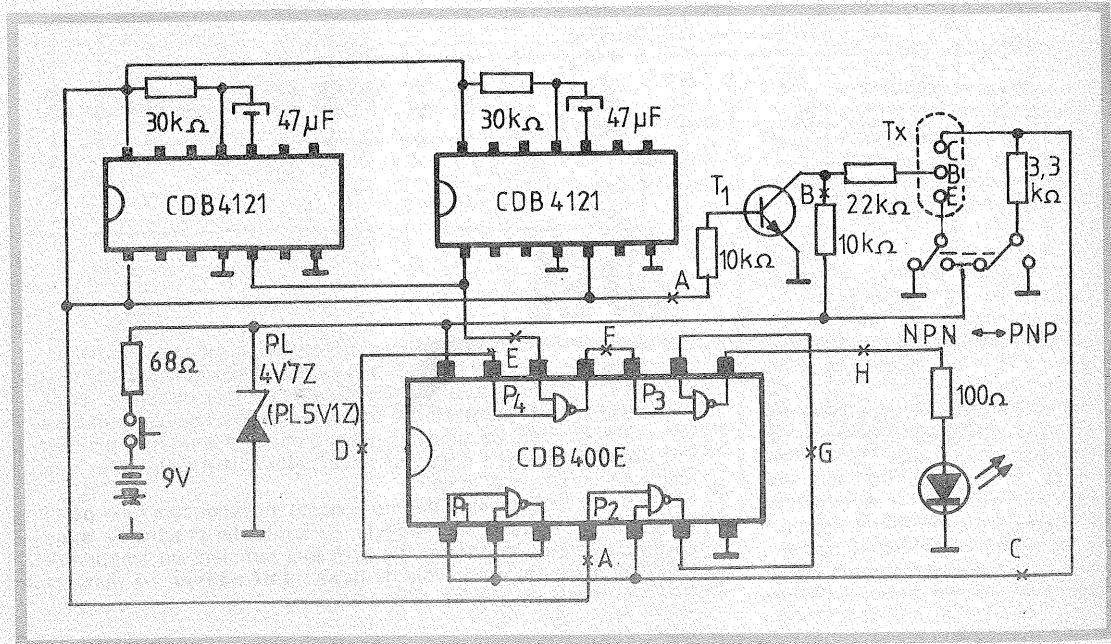 30kΩ
47µF
30kΩ
47µF
Tx
C
B
E
3,3
kΩ
CDB4121
CDB4121
T1
B
22kΩ
10kΩ
10kΩ
A
NPN ↔ PNP
PL
4V7Z
(PL5V1Z)
68Ω
9V
E
F
H
P4
P3
100Ω
D
CDB400E
G
P1
P2
A
C